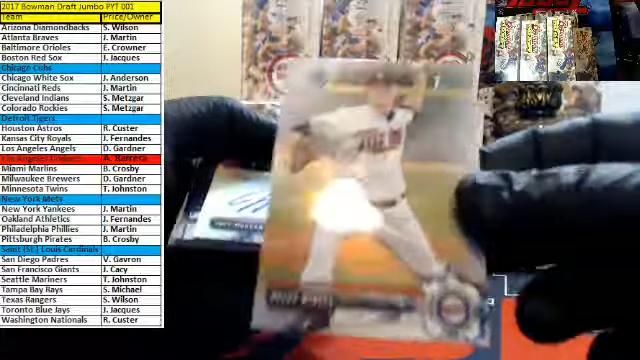 2017 Bowman Draft Jumbo PYT 001
Team Price/Owner
Arizona Diamondbacks S. Wilson
Atlanta Braves J. Martin
Baltimore Orioles E. Crowner
Boston Red Sox J. Jacques
Chicago Cubs
Chicago White Sox J. Anderson
Cincinnati Reds J. Martin
Cleveland Indians S. Metzgar
Colorado Rockies S. Metzgar
Detroit Tigers
Houston Astros R. Custer
Kansas City Royals J. Fernandes
Los Angeles Angels D. Gardner
Los Angeles Dodgers A. Barrera
Miami Marlins B. Crosby
Milwaukee Brewers D. Gardner
Minnesota Twins T. Johnston
New York Mets
New York Yankees J. Martin
Oakland Athletics J. Fernandes
Philadelphia Phillies J. Martin
Pittsburgh Pirates B. Crosby
Saint (St.) Louis Cardinals
San Diego Padres V. Gavron
San Francisco Giants J. Cacy
Seattle Mariners T. Johnston
Tampa Bay Rays S. Michael
Texas Rangers S. Wilson
Toronto Blue Jays J. Jacques
Washington Nationals R. Custer